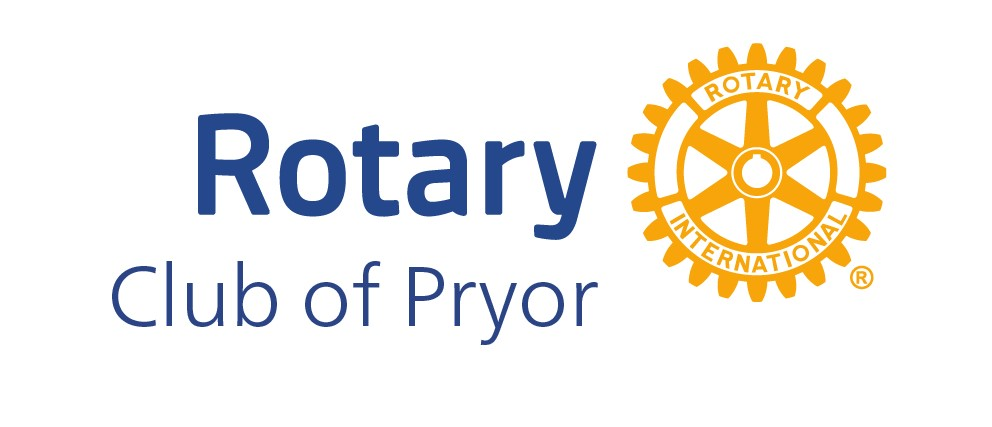 Rotary
Club of Pryor
ROTARY
INTERNATIONAL
®